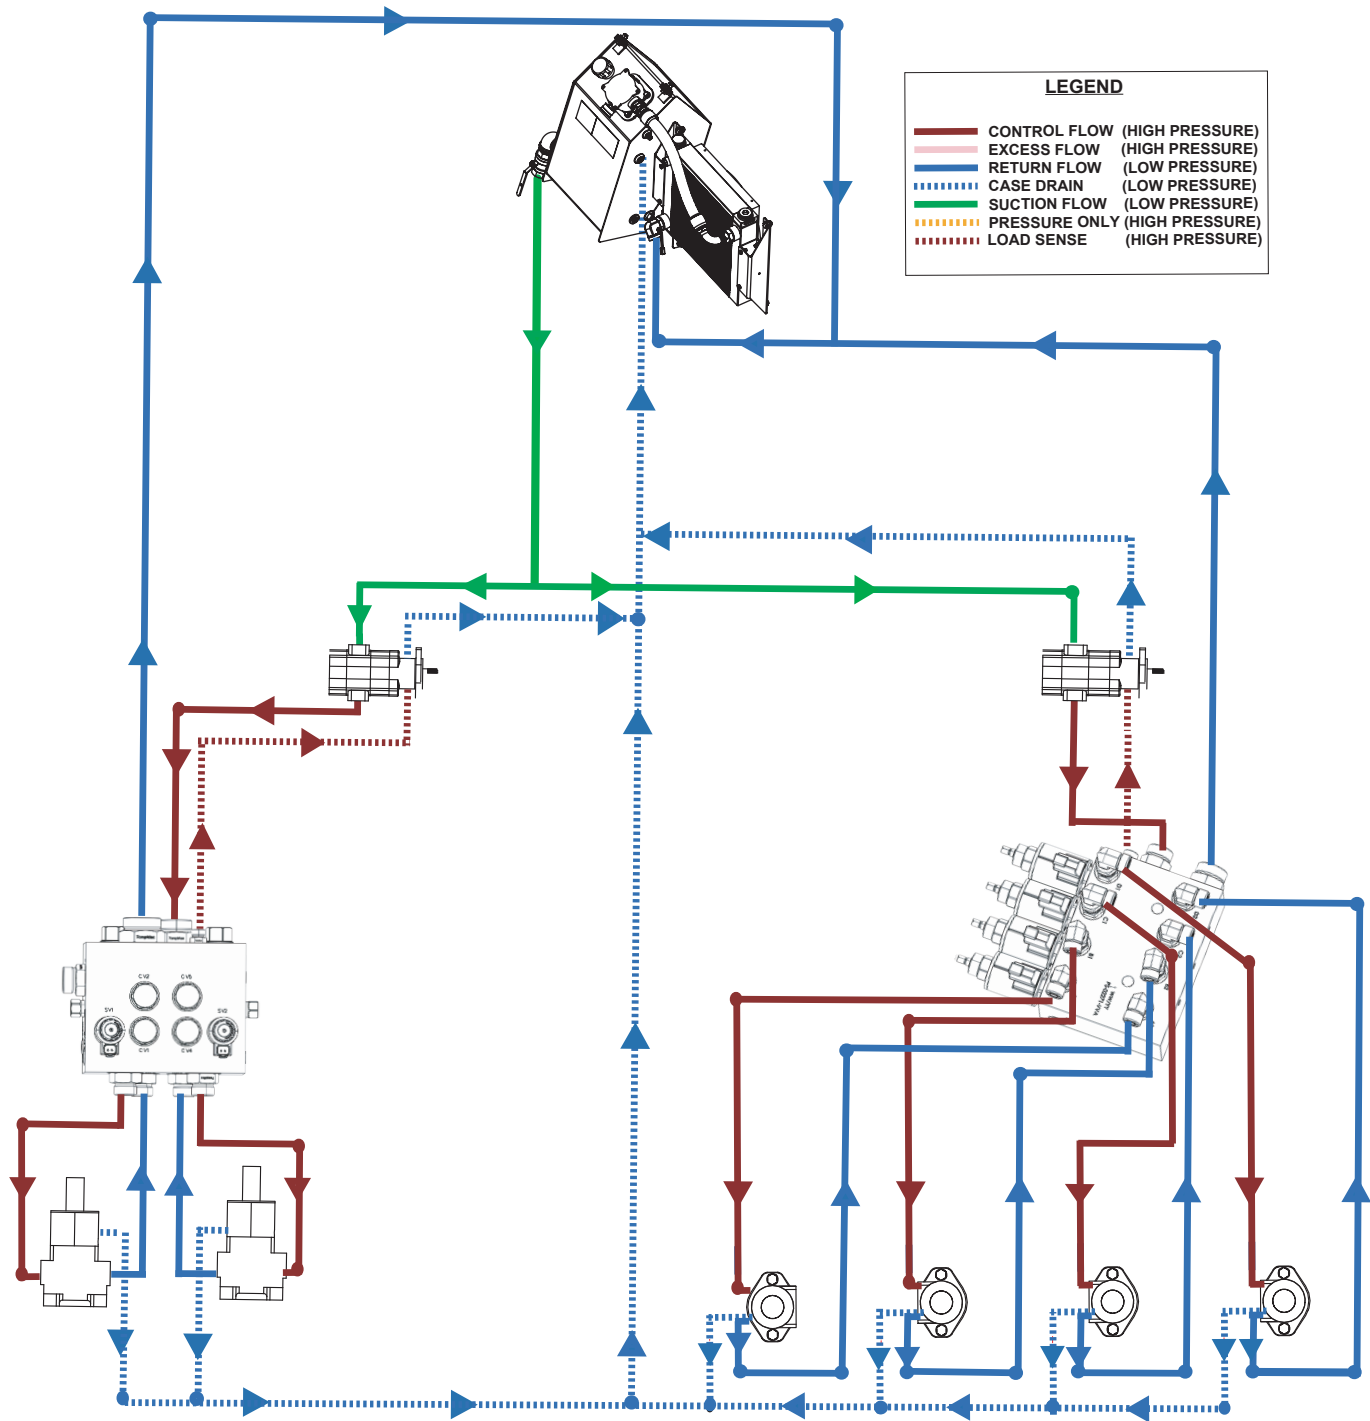 LEGEND
CONTROL FLOW (HIGH PRESSURE)
EXCESS FLOW (HIGH PRESSURE)
RETURN FLOW (LOW PRESSURE)
CASE DRAIN (LOW PRESSURE)
SUCTION FLOW (LOW PRESSURE)
PRESSURE ONLY (HIGH PRESSURE)
LOAD SENSE (HIGH PRESSURE)
CV2 CV5
SV1 SV2
CV1 CV4